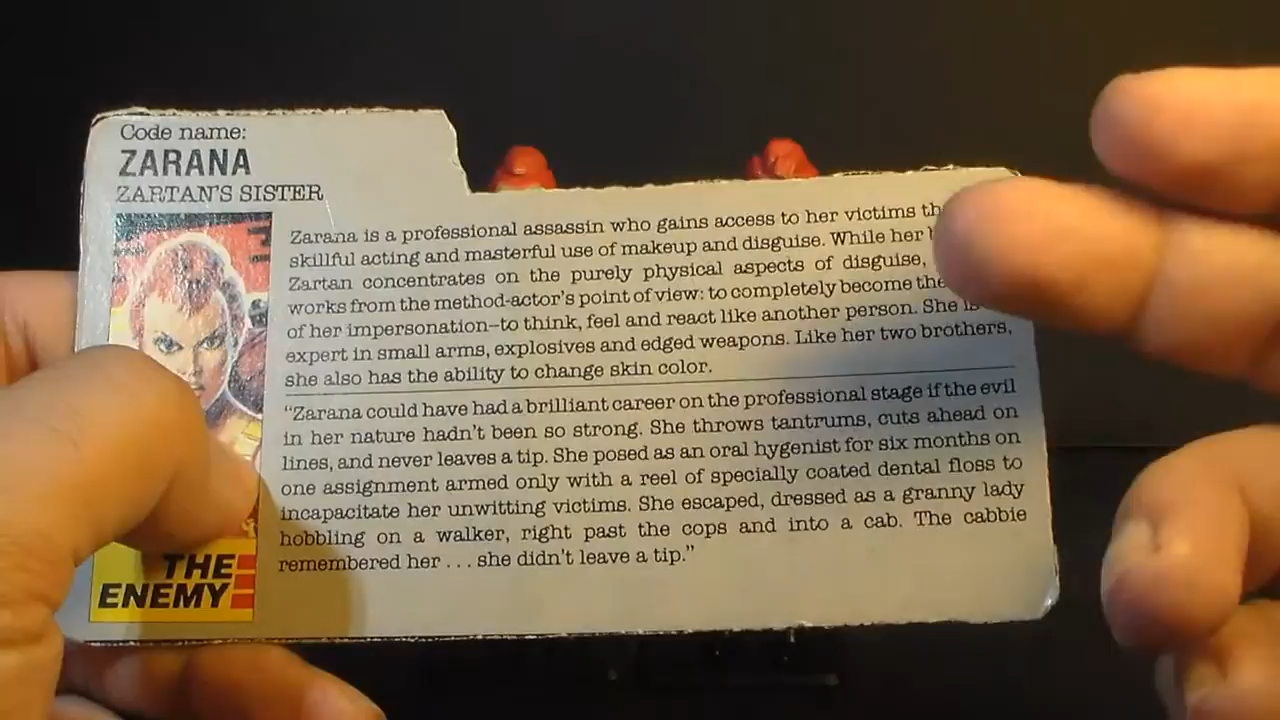 Code name:
ZARANA
ZARTAN'S SISTER
Zarana is a professional assassin who gains access to her victims
skillful acting and masterful use of makeup and disguise. While her
Zartan concentrates on the purely physical aspects of disguise,
works from the method-actor's point of view: to completely become the
of her impersonation–to think, feel and react like another person. She
expert in small arms, explosives and edged weapons. Like her two brothers,
she also has the ability to change skin color.
"Zarana could have had a brilliant career on the professional stage if the evil
in her nature hadn't been so strong. She throws tantrums, cuts ahead on
lines, and never leaves a tip. She posed as an oral hygenist for six months on
one assignment armed only with a reel of specially coated dental floss to
incapacitate her unwitting victims. She escaped, dressed as a granny lady
hobbling on a walker, right past the cops and into a cab. The cabbie
remembered her . . . she didn't leave a tip."
THE
ENEMY